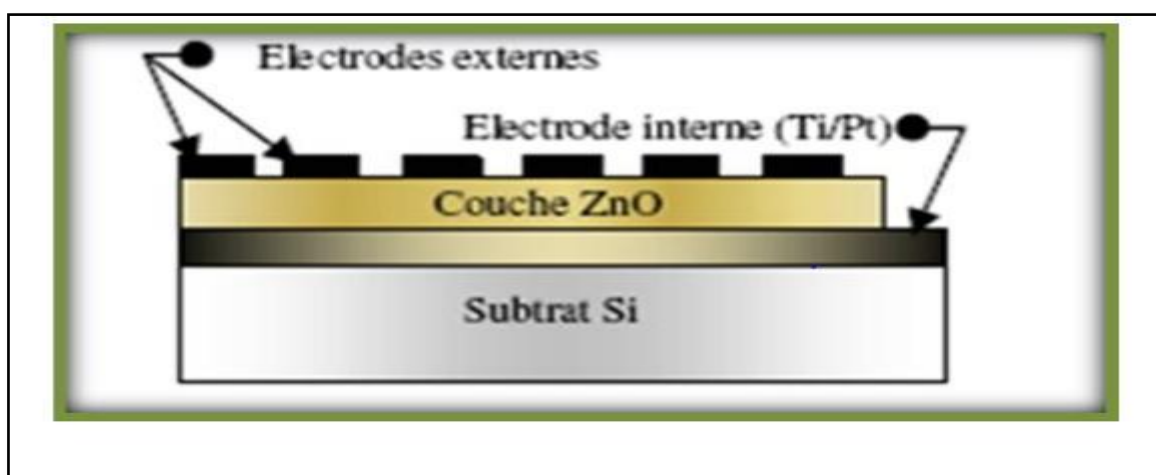 Electrodes externes
Electrode interne (Ti/Pt)
Couche ZnO
Subtrat Si